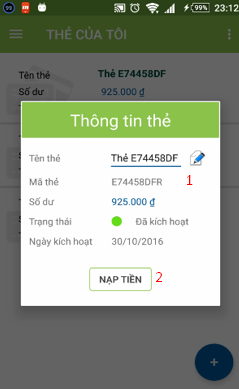 99
99%
23:12
THẺ CỦA TÔI
Tên thẻ
Thẻ E74458DF
Số dư
925.000 ₫
Thông tin thẻ
Tên thẻ
Thẻ E74458DF
Mã thẻ
E74458DFR
1
Số dư
925.000 ₫
Trạng thái
Đã kích hoạt
Ngày kích hoạt
30/10/2016
NẠP TIỀN
2
+